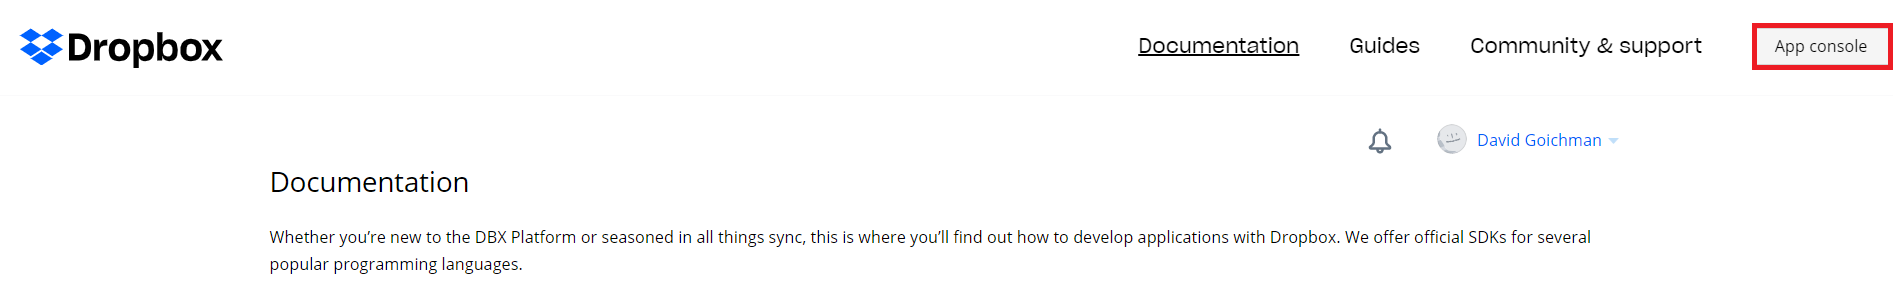 Dropbox
Documentation Guides Community & support App console
David Goichman
Documentation
Whether you’re new to the DBX Platform or seasoned in all things sync, this is where you’ll find out how to develop applications with Dropbox. We offer official SDKs for several
popular programming languages.